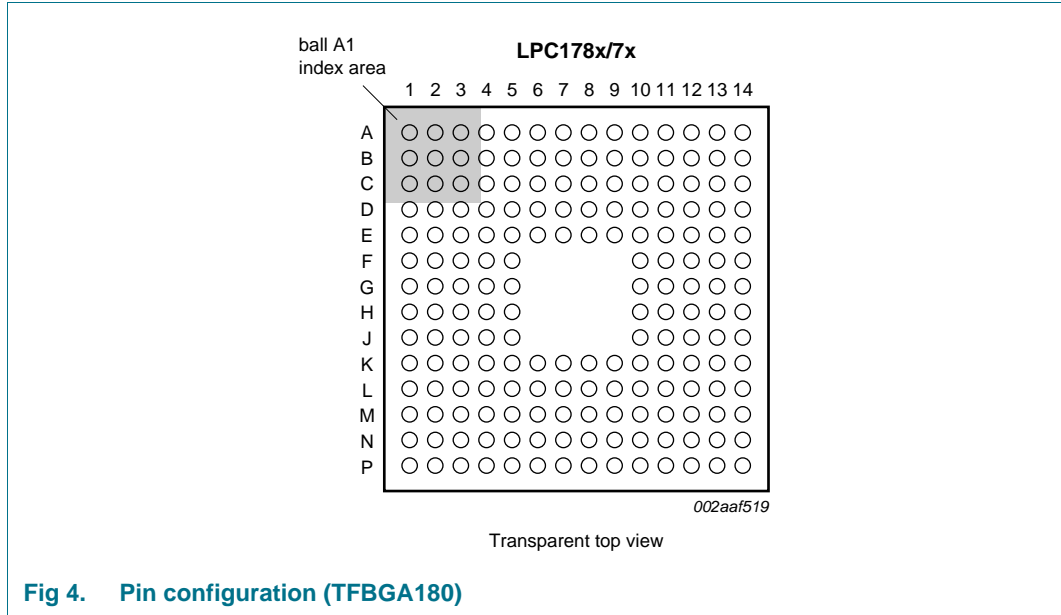 ball A1
index area
LPC178x/7x
1 2 3 4 5 6 7 8 9 10 11 12 13 14
A
B
C
D
E
F
G
H
J
K
L
M
N
P
002aaf519
Transparent top view
Fig 4. Pin configuration (TFBGA180)